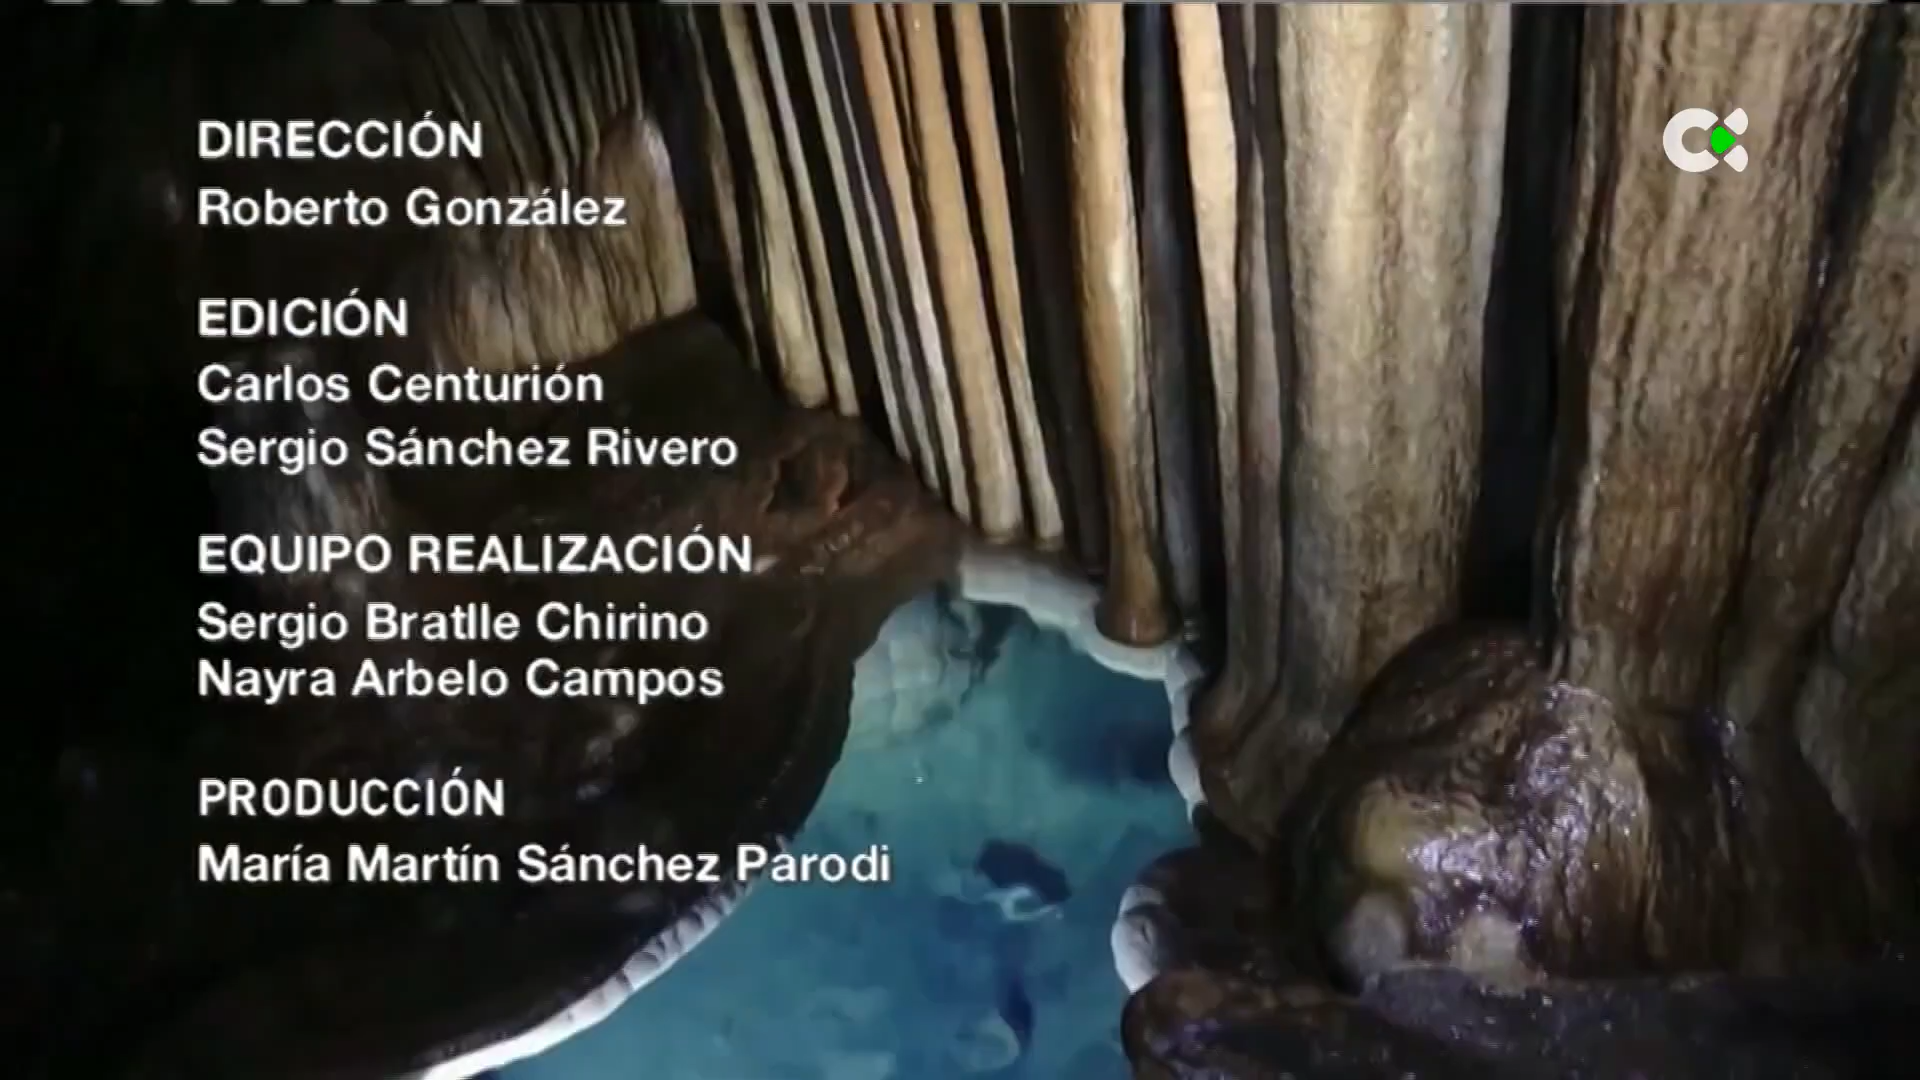 DIRECCIÓN
Roberto González
EDICIÓN
Carlos Centurión
Sergio Sánchez Rivero
EQUIPO REALIZACIÓN
Sergio Bratlle Chirino
Nayra Arbelo Campos
PRODUCCIÓN
María Martín Sánchez Parodi